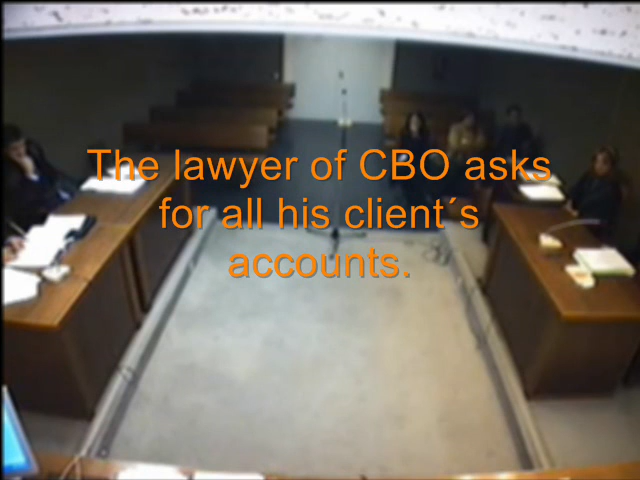 The lawyer of CBO asks
for all his client´s
accounts.